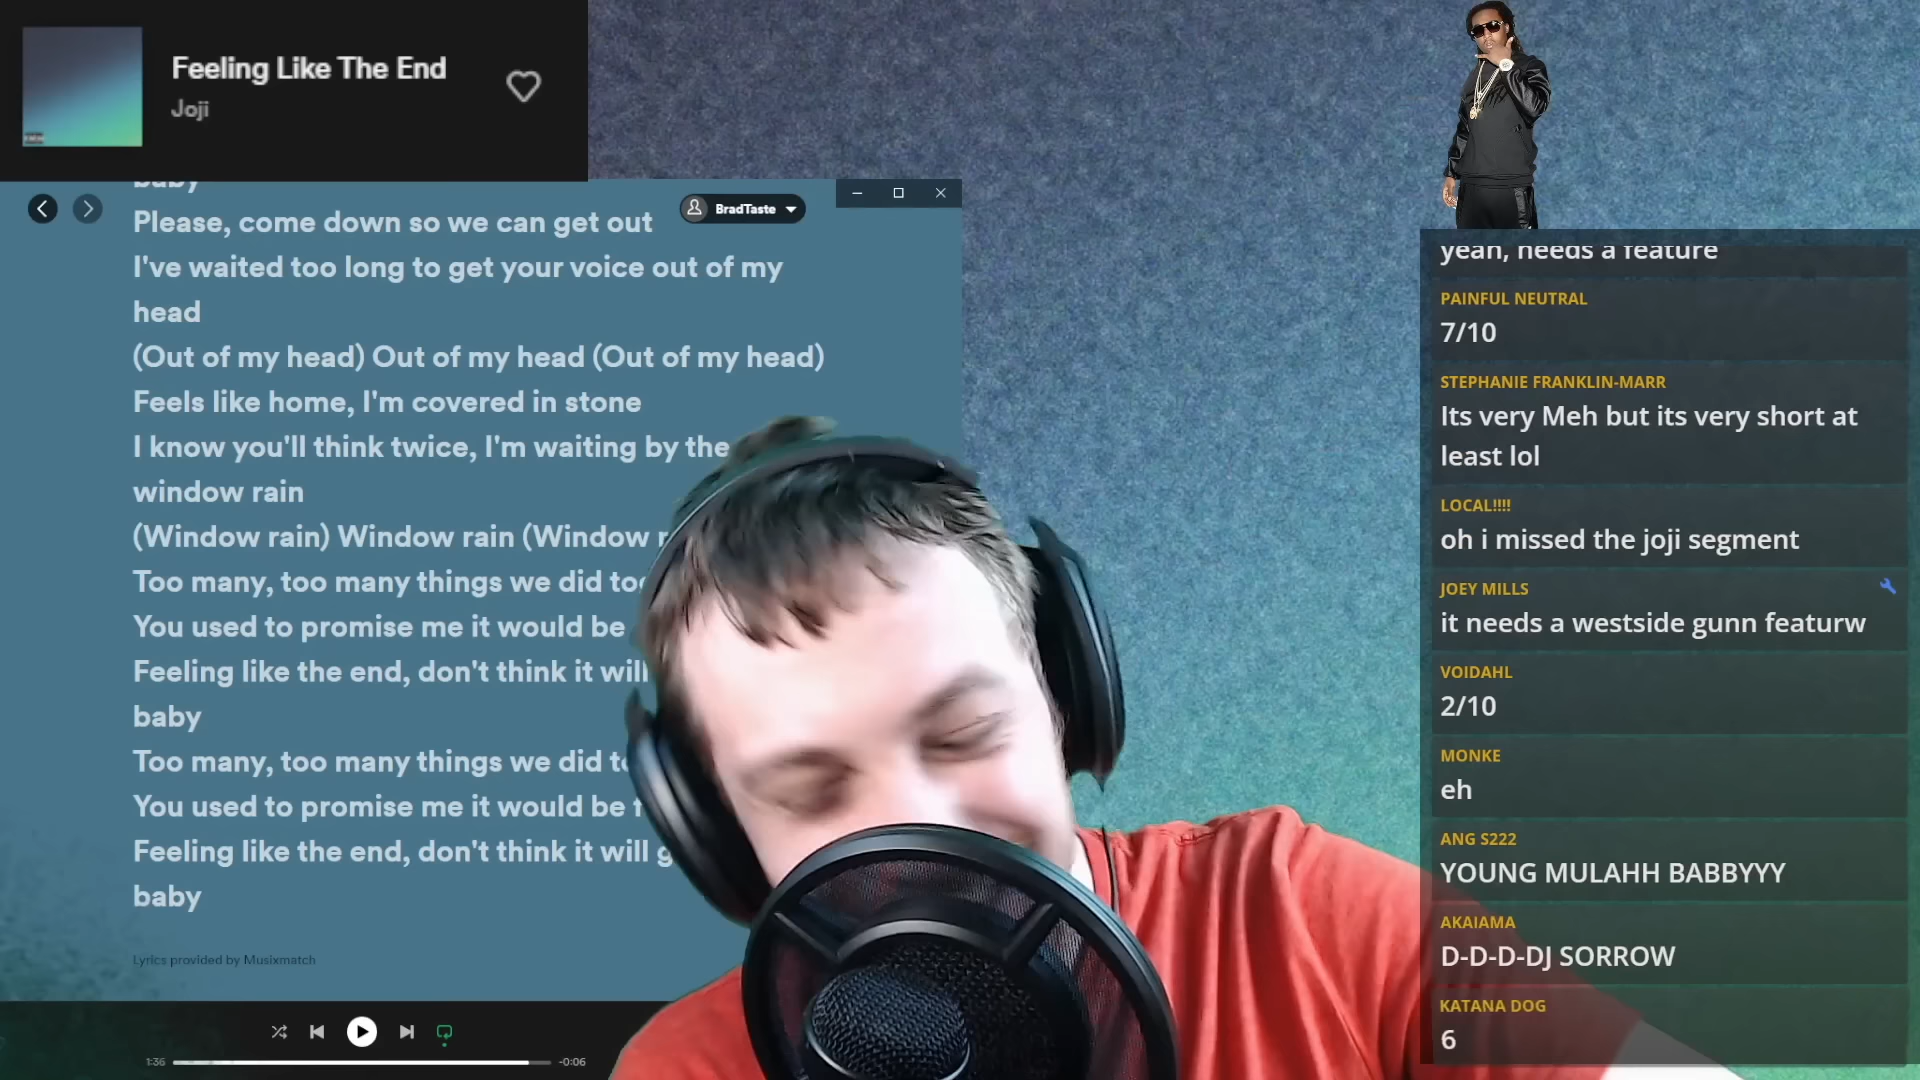 Feeling Like The End
Joji
baby
Please, come down so we can get out
I've waited too long to get your voice out of my
head
(Out of my head) Out of my head (Out of my head)
Feels like home, I'm covered in stone
I know you'll think twice, I'm waiting by the
window rain
(Window rain) Window rain (Window
Too many, too many things we did
You used to promise me it would be
Feeling like the end, don't think it will
baby
Too many, too many things we did
You used to promise me it would be
Feeling like the end, don't think it will
baby
Lyrics provided by Musixmatch
1:36
-0:06
BradTaste
yeah, needs a feature
PAINFUL NEUTRAL
7/10
STEPHANIE FRANKLIN-MARR
Its very Meh but its very short at
least lol
LOCAL!!!!
oh i missed the joji segment
JOEY MILLS
it needs a westside gunn featurw
VOIDAHL
2/10
MONKE
eh
ANG S222
YOUNG MULAHH BABBYYY
AKAIAMA
D-D-D-DJ SORROW
KATANA DOG
6